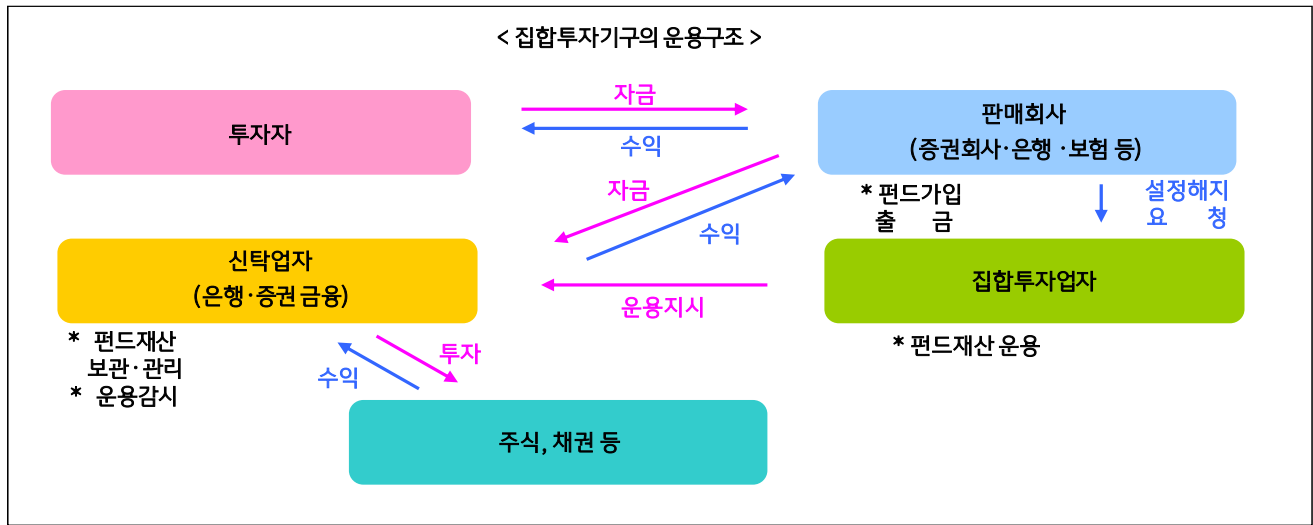 < 집합투자기구의 운용구조 >
투자자
자금
수익
판매회사
(증권회사·은행 ·보험 등)
자금
수익
* 펀드가입
출 금
설정해지
요 청
신탁업자
(은행·증권 금융)
운용지시
집합투자업자
* 펀드재산
보관·관리
* 운용감시
수익
투자
* 펀드재산 운용
주식, 채권 등